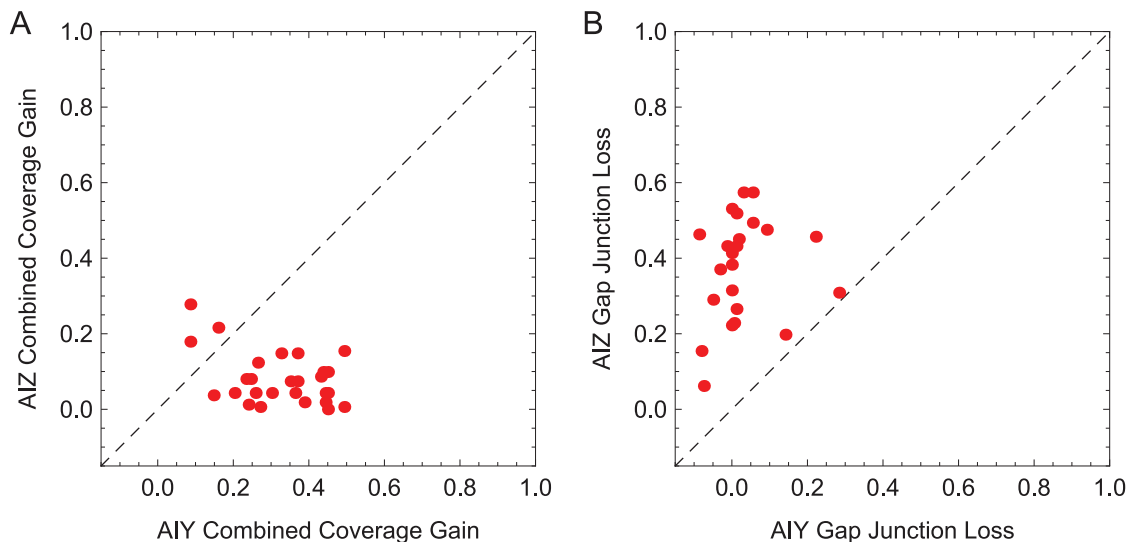 A
1.0
0.8
0.6
0.4
0.2
0.0
AIZ Combined Coverage Gain
0.0 0.2 0.4 0.6 0.8 1.0
AIY Combined Coverage Gain
B
1.0
0.8
0.6
0.4
0.2
0.0
AIZ Gap Junction Loss
0.0 0.2 0.4 0.6 0.8 1.0
AIY Gap Junction Loss